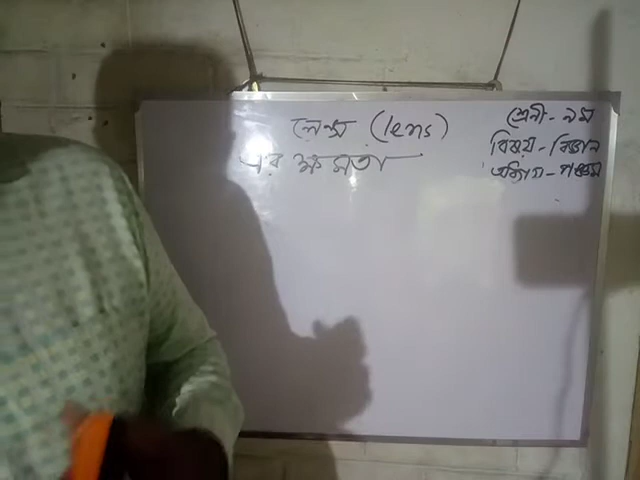 লেন্স (lens)
এর ক্ষমতা
শ্রেনী - ৯ম
বিষয় - বিজ্ঞান
অধ্যায় - পঞ্চম